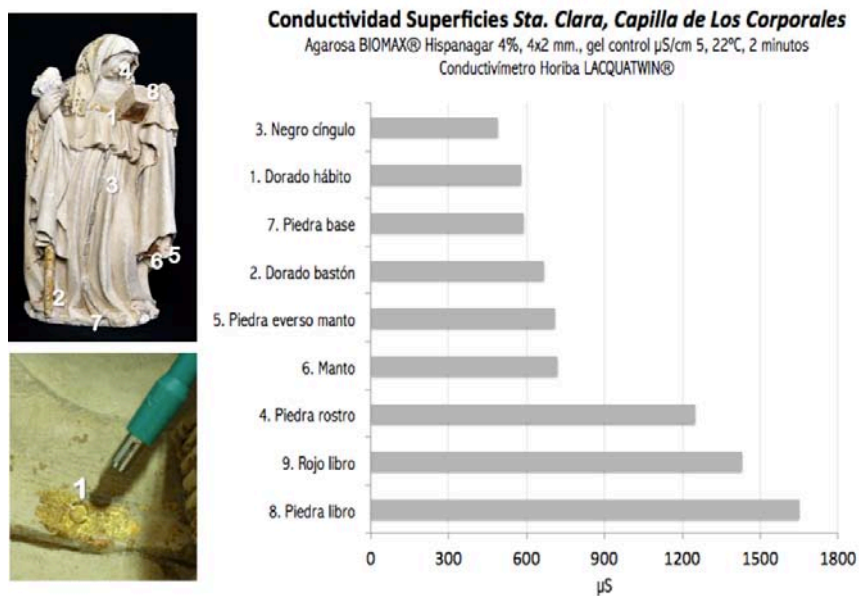 Conductividad Superficies Sta. Clara, Capilla de Los Corporales
Agarosa BIOMAX® Hispanagar 4%, 4x2 mm., gel control µS/cm 5, 22ºC, 2 minutos
Conductivímetro Horiba LACQUATWIN®
4
8
1
3
6 5
2
7
1
3. Negro cíngulo
1. Dorado hábito
7. Piedra base
2. Dorado bastón
5. Piedra everso manto
6. Manto
4. Piedra rostro
9. Rojo libro
8. Piedra libro
0 300 600 900 1200 1500 1800
µS